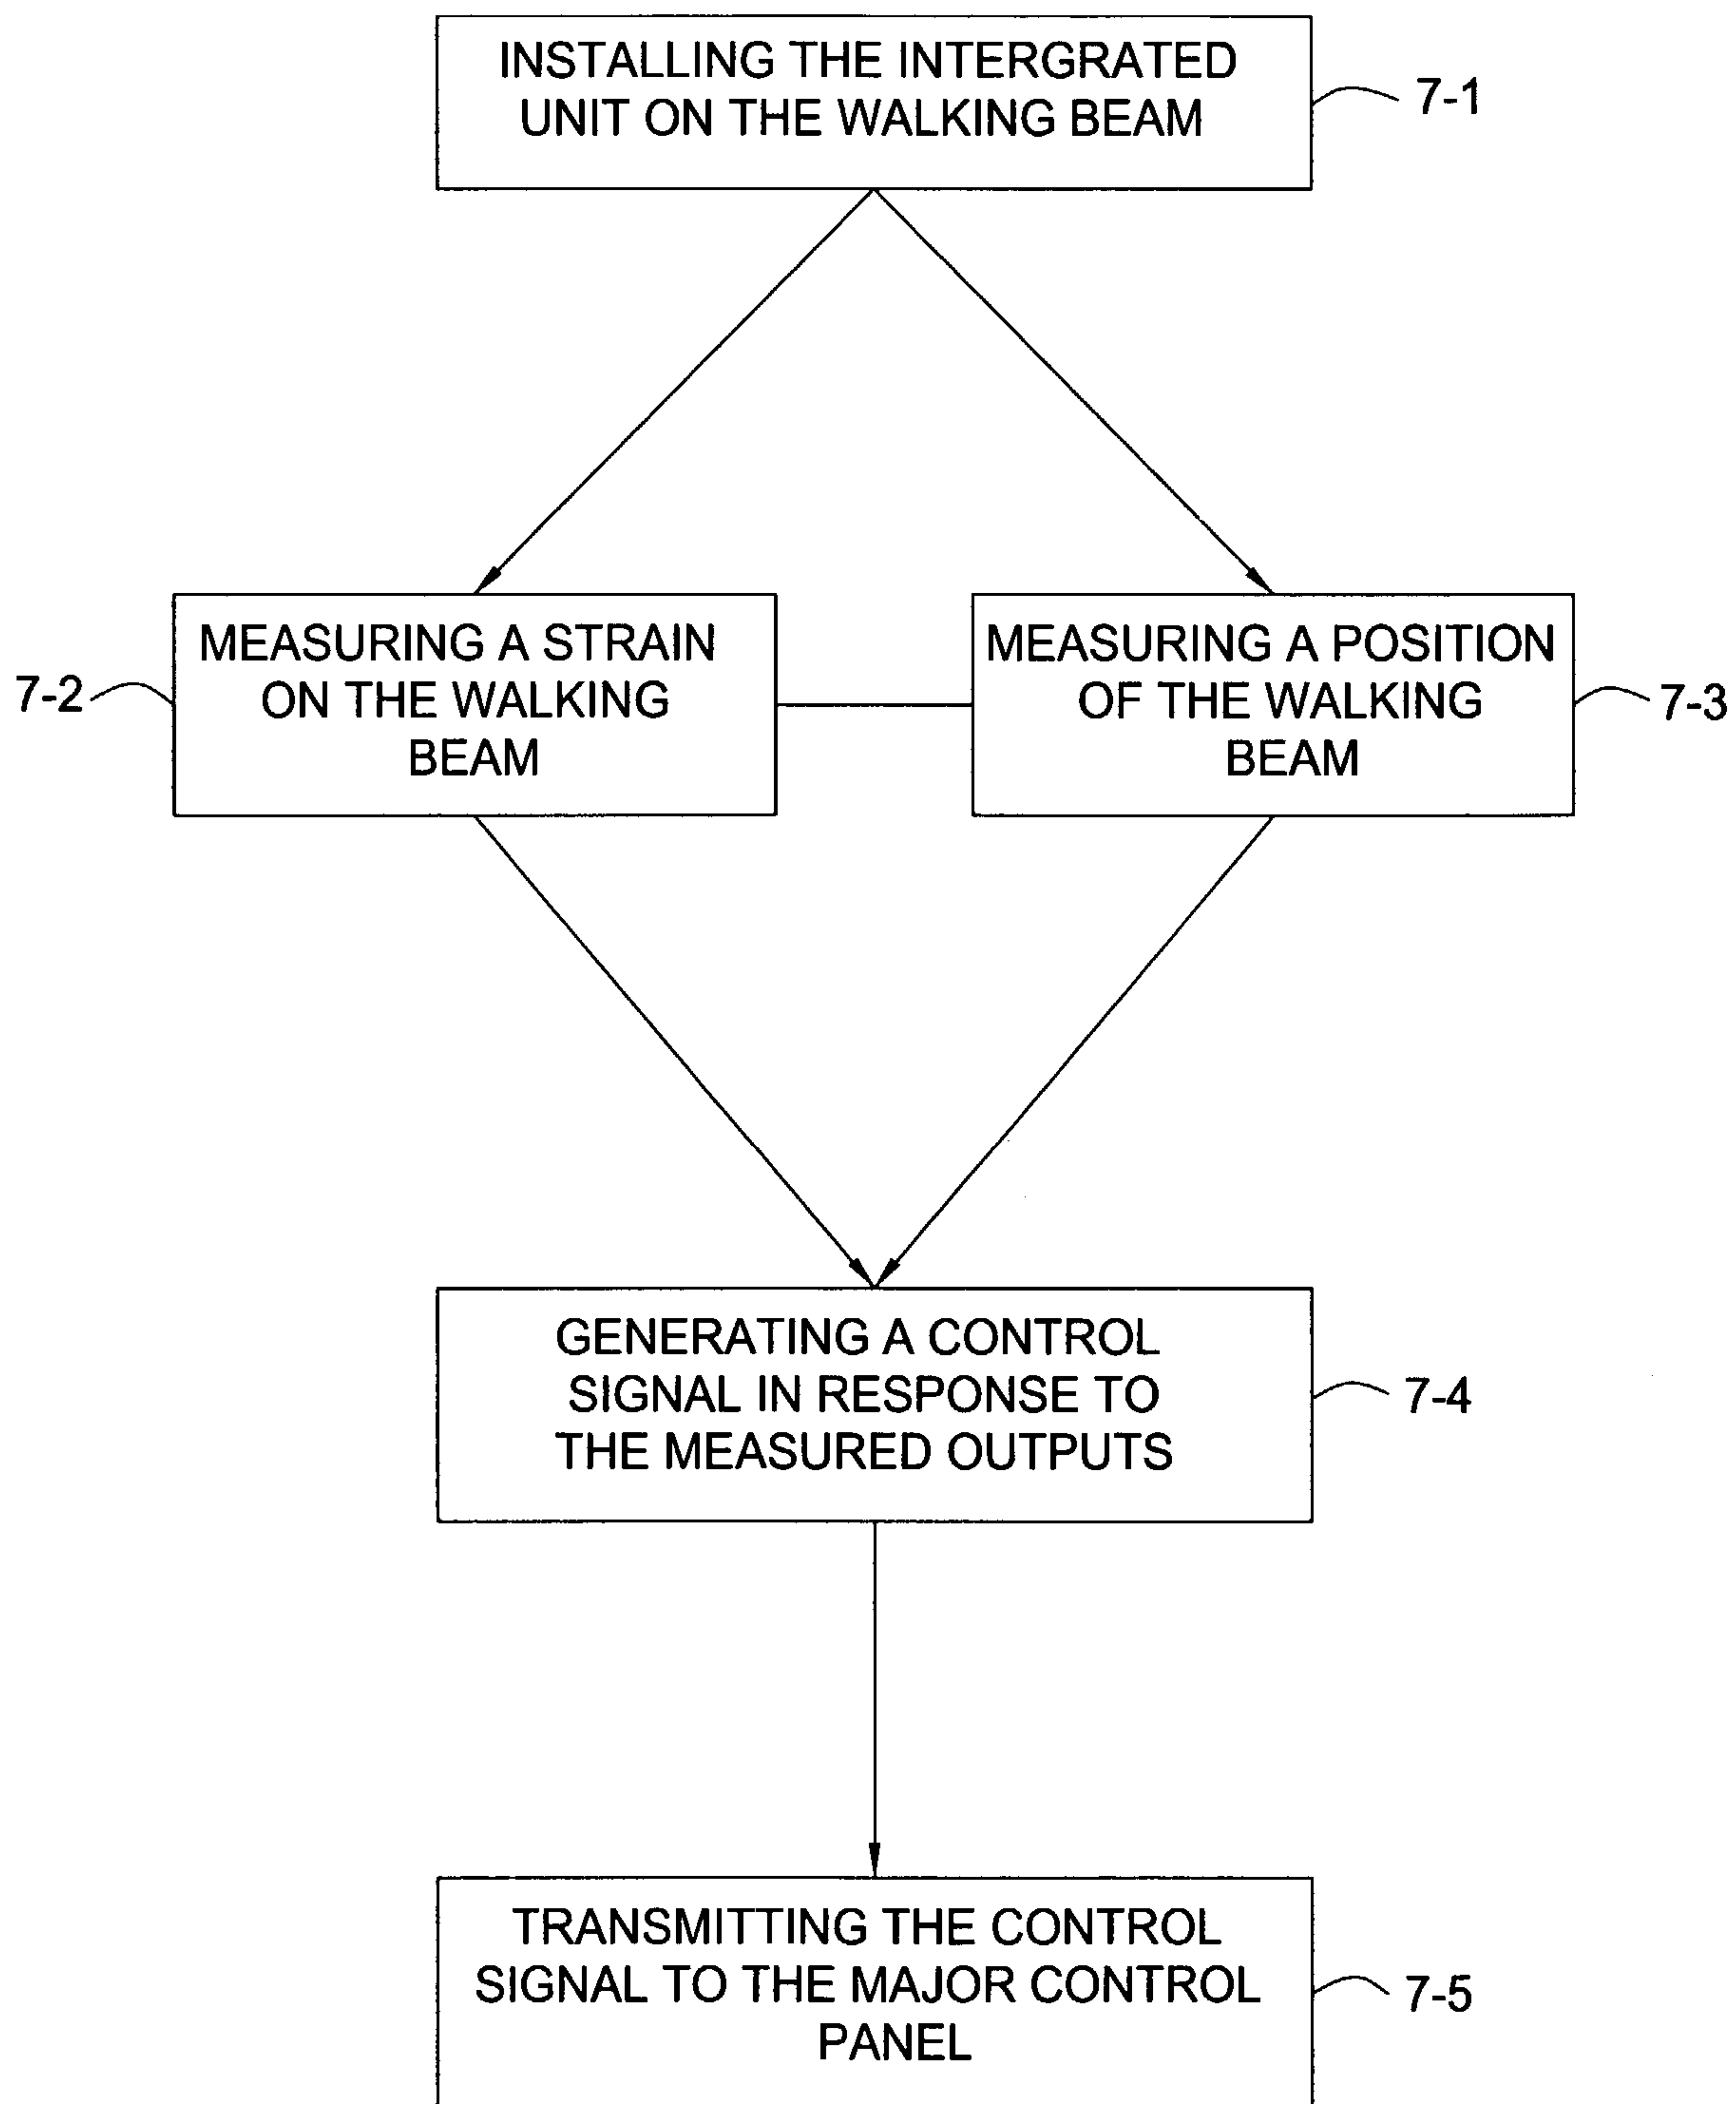 INSTALLING THE INTERGRATED
UNIT ON THE WALKING BEAM
7-1
MEASURING A STRAIN
ON THE WALKING
BEAM
7-2
MEASURING A POSITION
OF THE WALKING
BEAM
7-3
GENERATING A CONTROL
SIGNAL IN RESPONSE TO
THE MEASURED OUTPUTS
7-4
TRANSMITTING THE CONTROL
SIGNAL TO THE MAJOR CONTROL
PANEL
7-5